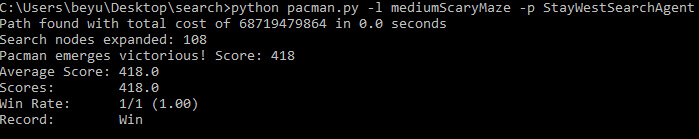 C:\Users\beyu\Desktop\search>python pacman.py -l mediumScaryMaze -p StayWestSearchAgent
Path found with total cost of 68719479864 in 0.0 seconds
Search nodes expanded: 108
Pacman emerges victorious! Score: 418
Average Score: 418.0
Scores:        418.0
Win Rate:      1/1 (1.00)
Record:        Win